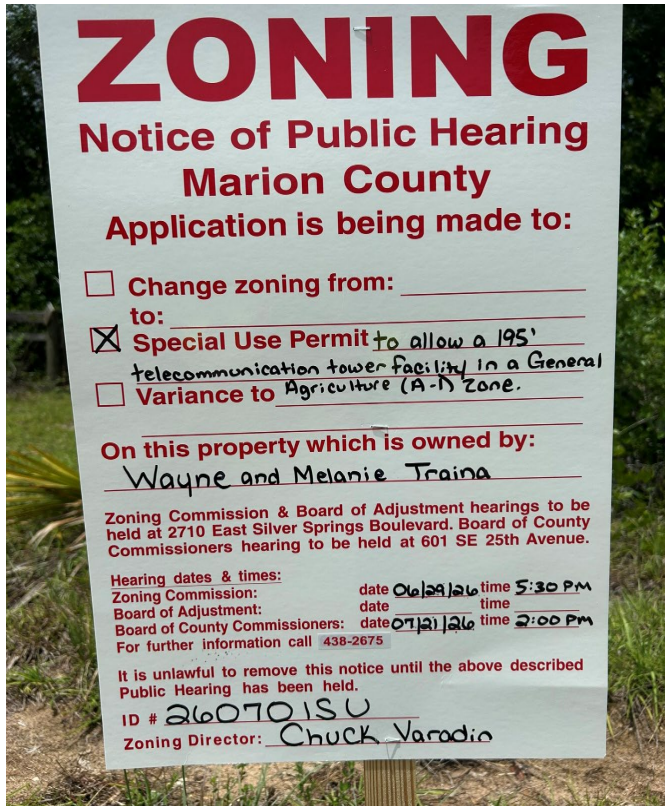 ZONING
Notice of Public Hearing
Marion County
Application is being made to:
Change zoning from:
to:
Special Use Permit to allow a 195'
telecommunication tower facility in a General
Variance to Agriculture (A-1) zone.
On this property which is owned by:
Wayne and Melanie Traina
Zoning Commission & Board of Adjustment hearings to be
held at 2710 East Silver Springs Boulevard. Board of County
Commissioners hearing to be held at 601 SE 25th Avenue.
Hearing dates & times:
Zoning Commission: date 06/29/26 time 5:30 PM
Board of Adjustment: date time
Board of County Commissioners: date 07/21/26 time 2:00 PM
For further information call 438-2675
It is unlawful to remove this notice until the above described
Public Hearing has been held.
ID # 260701SU
Zoning Director: Chuck Varadin